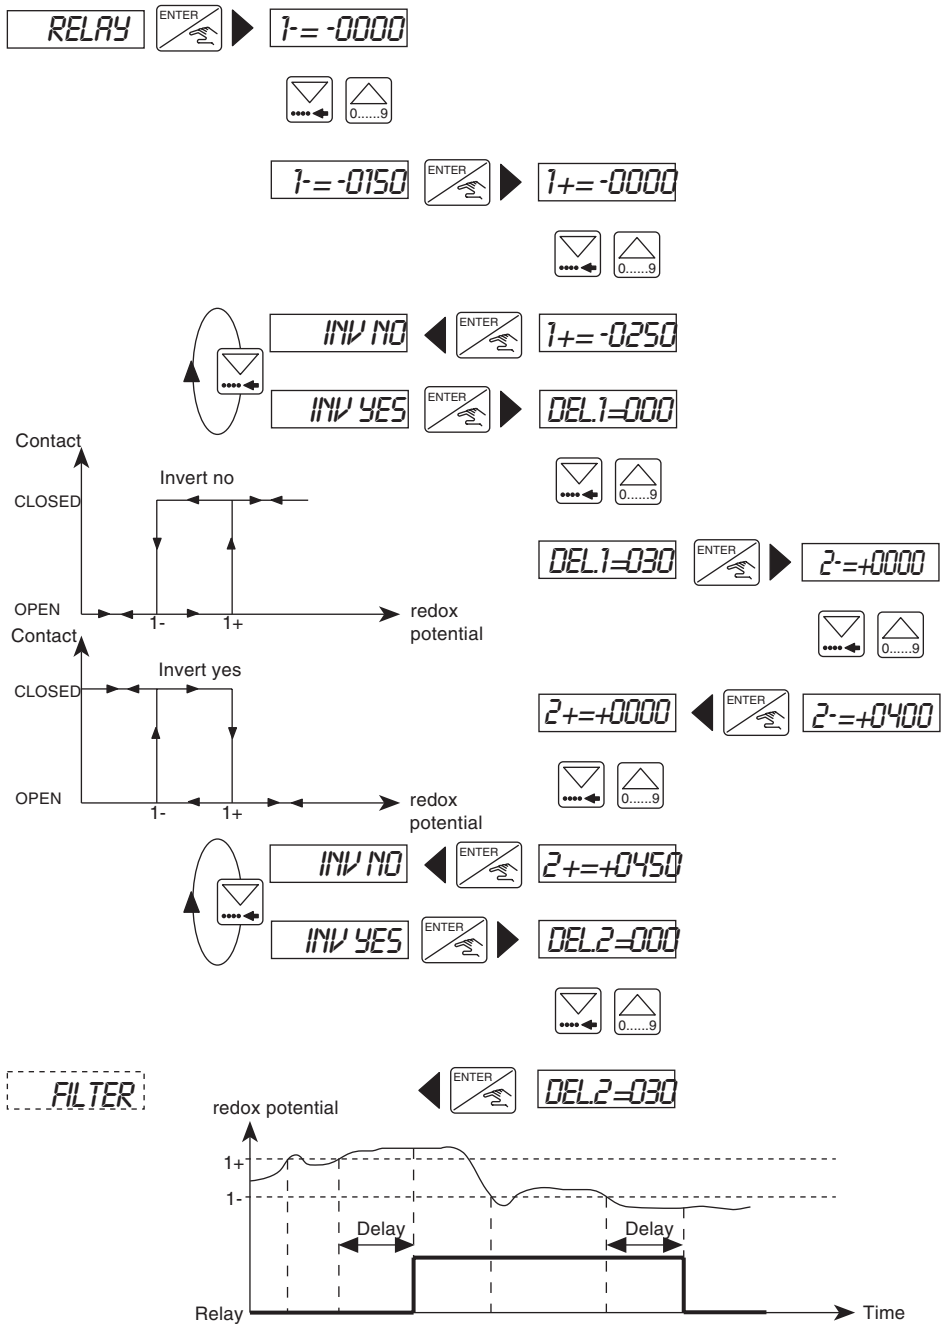 RELAY ENTER 1-= -0000
0......9
1-= -0150 ENTER 1+= -0000
0......9
INV NO ENTER 1+= -0250
INV YES ENTER DEL.1=000
0......9
Contact
Invert no
CLOSED
OPEN
1- 1+
redox
potential
DEL.1=030 ENTER 2-=+0000
0......9
Contact
Invert yes
CLOSED
OPEN
1- 1+
redox
potential
2+=+0000 ENTER 2-=+0400
0......9
INV NO ENTER 2+=+0450
INV YES ENTER DEL.2=000
0......9
FILTER ENTER DEL.2=030
redox potential
1+
1-
Delay Delay
Relay Time